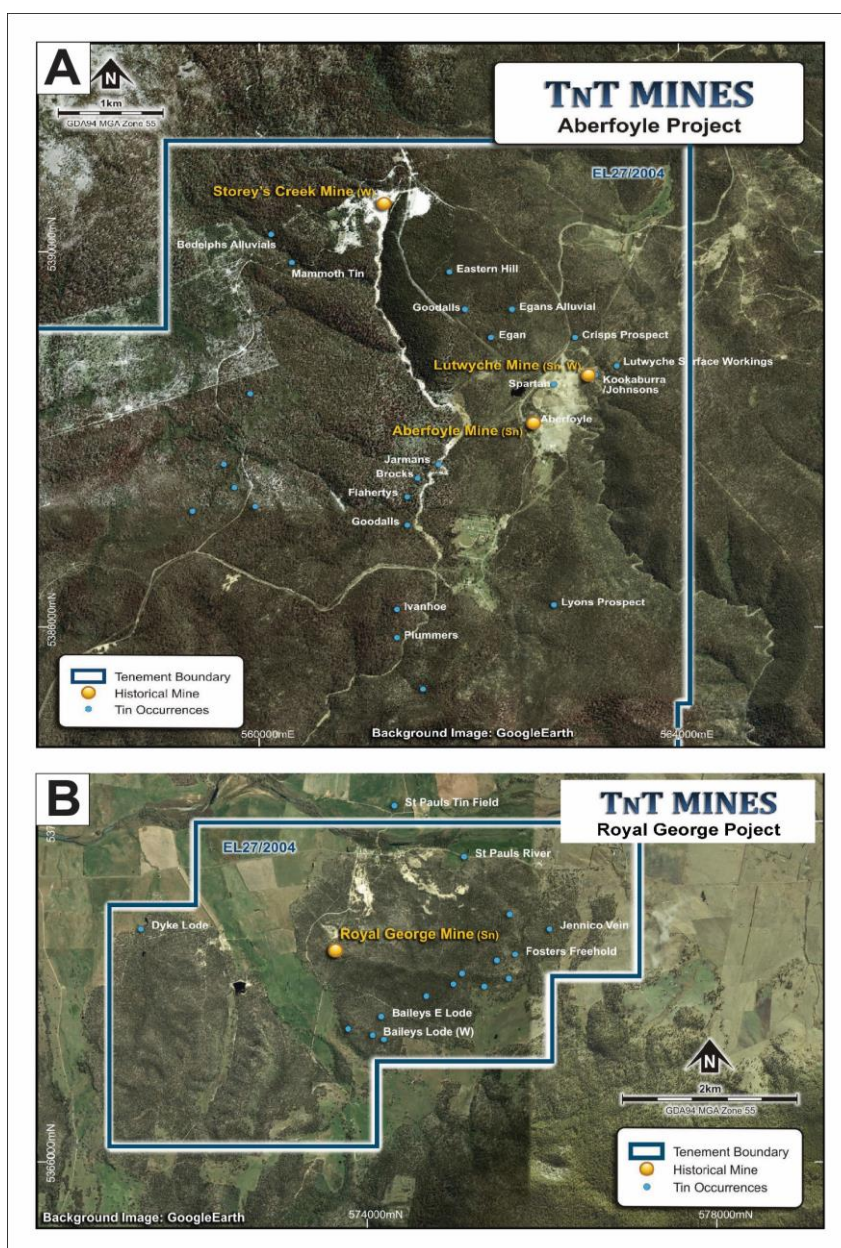 A
N
1km
GDA94 MGA Zone 55
TNT MINES
Aberfoyle Project
EL27/2004
Storey's Creek Mine (W)
Bedelphs Alluvials
Mammoth Tin
5390000mN
Eastern Hill
Goodalls
Egans Alluvial
Egan
Crisps Prospect
Lutwyche Mine (Sn, W)
Lutwyche Surface Workings
Spartan
Kookaburra
/Johnsons
Aberfoyle Mine (Sn)
Aberfoyle
Jarmans
Brocks
Flahertys
Goodalls
Ivanhoe
Lyons Prospect
5388000mN
Plummers
Tenement Boundary
Historical Mine
Tin Occurrences
560000mE
Background Image: GoogleEarth
564000mE
B
TNT MINES
Royal George Poject
St Pauls Tin Field
EL27/2004
St Pauls River
Dyke Lode
Royal George Mine (Sn)
Jennico Vein
Fosters Freehold
Baileys E Lode
Baileys Lode (W)
N
2km
GDA94 MGA Zone 55
5366000mN
Tenement Boundary
Historical Mine
Tin Occurrences
Background Image: GoogleEarth
574000mN
578000mN